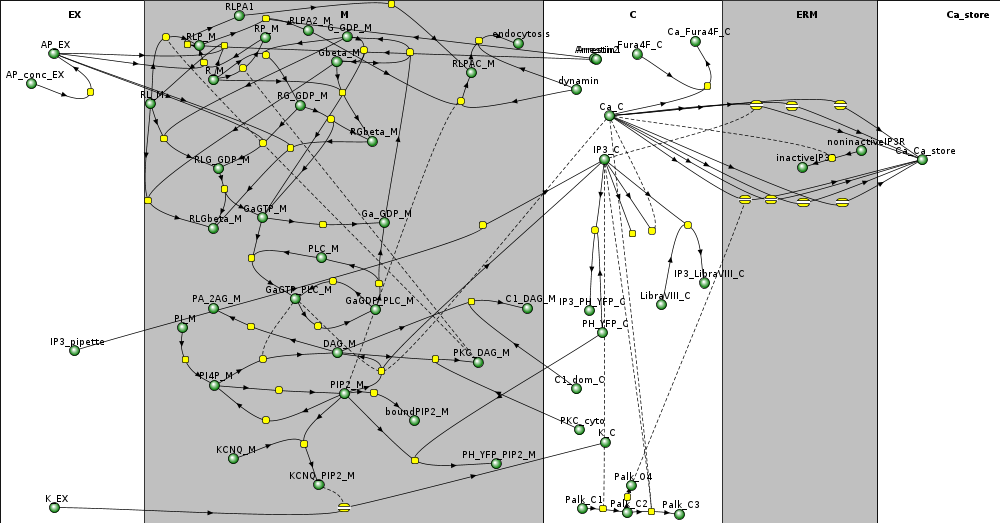 EX
M
C
ERM
Ca_store
RLPA1
RLPA2_M
RP_M
G_GDP_M
RLP_M
endocytosis
Ca_Fura4F_C
AP_EX
Gbeta_M
Fura4F_C
AP_conc_EX
R_M
RLPAC_M
dynamin
RL_M
RG_GDP_M
Ca_C
RGbeta_M
noninactiveIP3R
IP3_C
Ca_Ca_store
RLG_GDP_M
RLGbeta_M
GaGTP_M
Ga_GDP_M
PLC_M
IP3_LibraVIII_C
GaGTP_PLC_M
PA_2AG_M
GaGDP_PLC_M
C1_DAG_M
IP3_PH_YFP_C
LibraVIII_C
PI_M
PH_YFP_C
IP3_pipette
DAG_M
PKC_DAG_M
PI4P_M
PIP2_M
C1_dom_C
boundPIP2_M
PKC_cyto
K_C
KCNQ_M
PH_YFP_PIP2_M
KCNQ_PIP2_M
Palk_O4
K_EX
Palk_C1
Palk_C2
Palk_C3